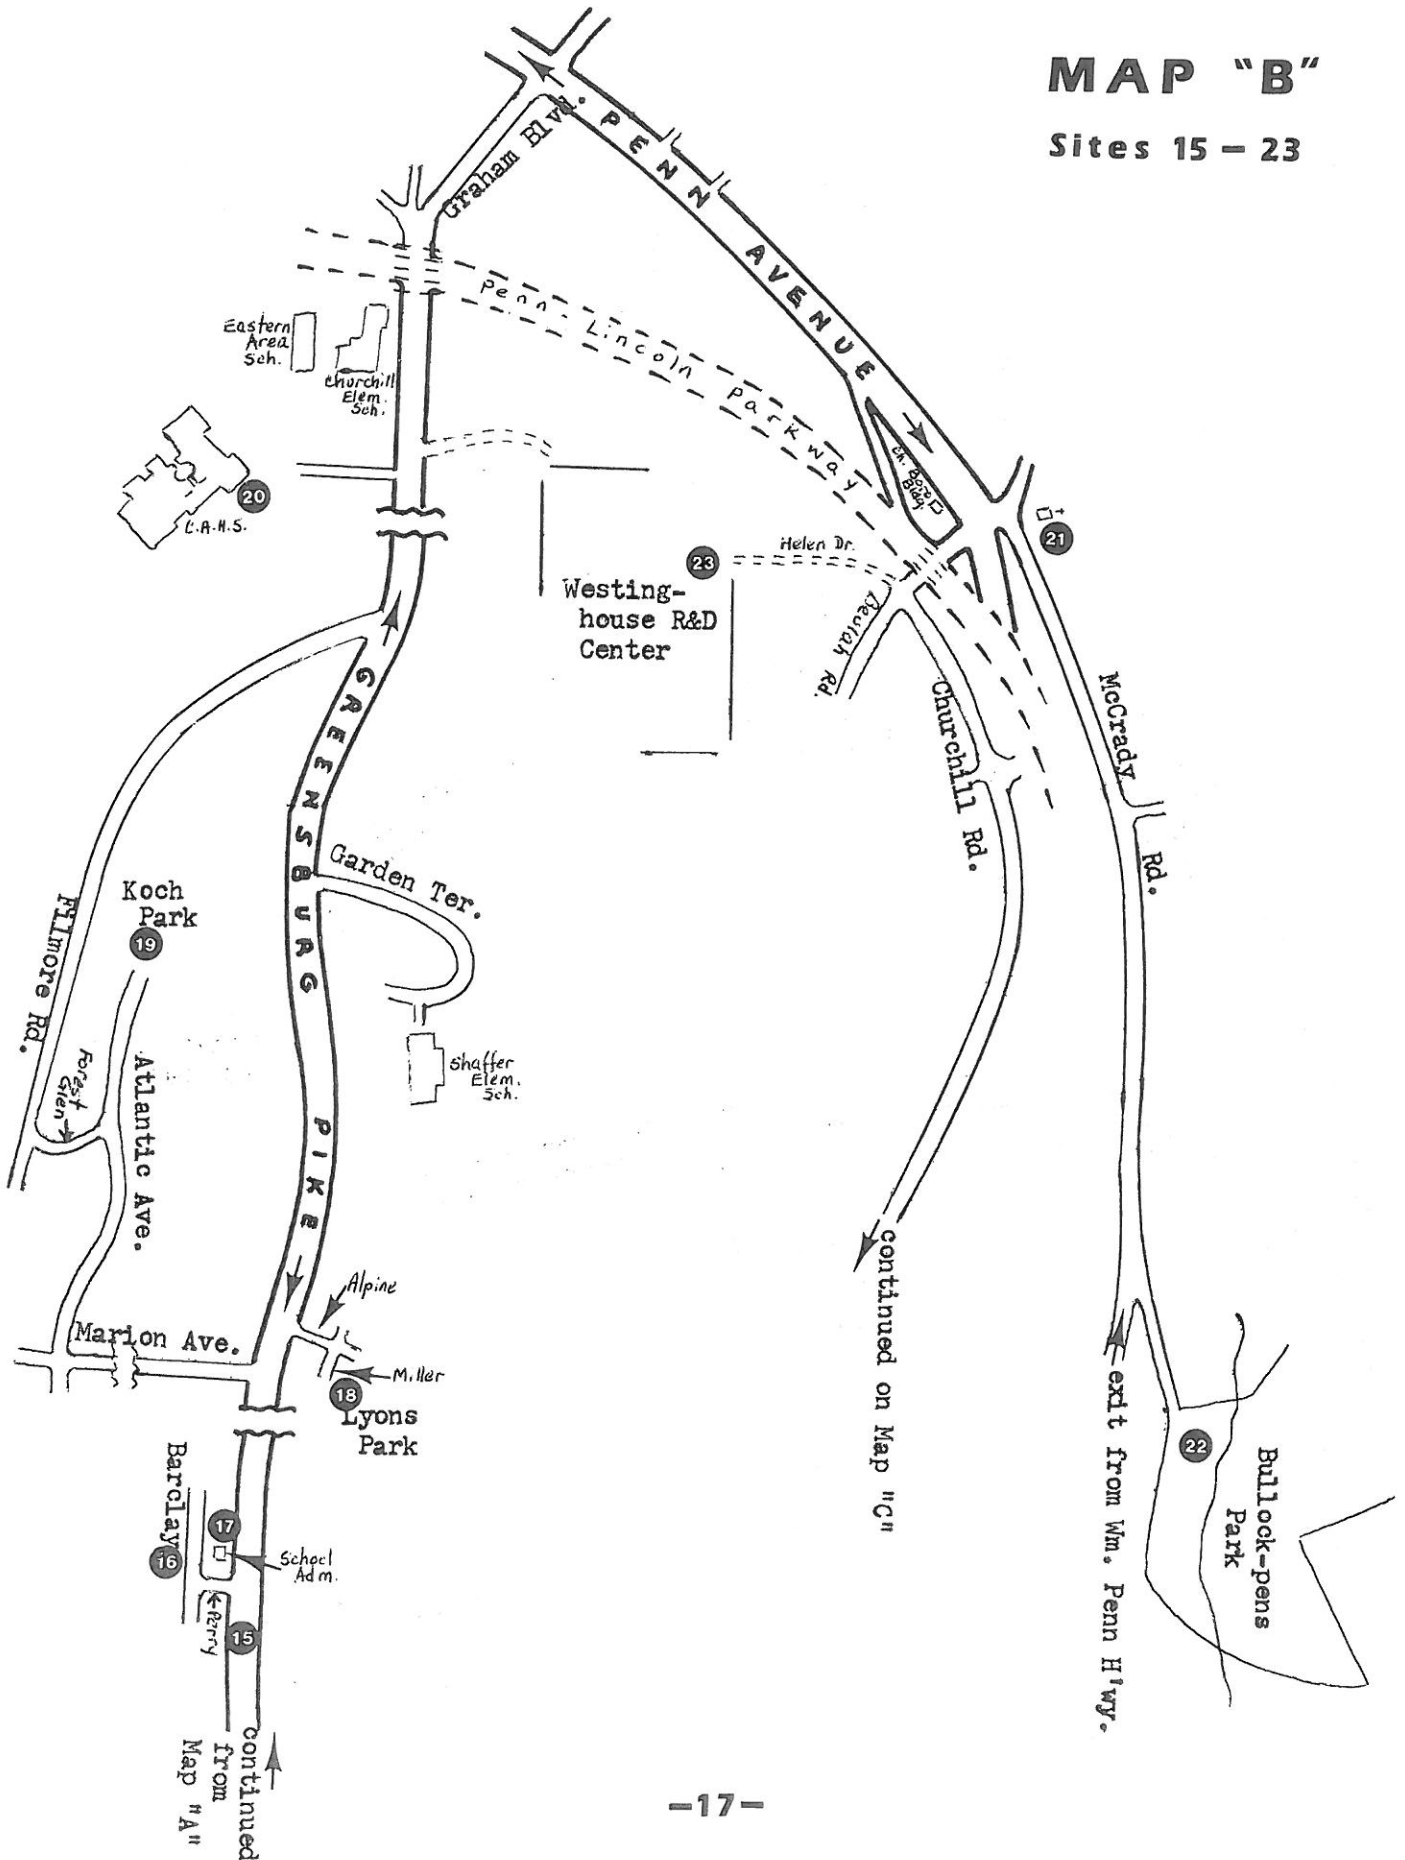 MAP "B"
Sites 15 - 23
Graham Blvd.
PENN AVENUE
Penn - Lincoln Parkway
Eastern
Area
Sch.
Churchill
Elem.
Sch.
20
C.A.H.S.
Ch. Boro
Bldg.
21
23
Helen Dr.
Westing-
house R&D
Center
Beulah Rd.
Churchill Rd.
McCrady Rd.
GREENSBURG PIKE
Garden Ter.
Koch
Park
19
Filmore Rd.
Forest
Glen
Atlantic Ave.
Shaffer
Elem.
Sch.
Alpine
Marion Ave.
Miller
18
Lyons
Park
continued on Map "C"
exit from Wm. Penn H'wy.
22
Bullock-pens
Park
Barclay
17
16
School
Adm.
Perry
15
continued
from
Map "A"
-17-